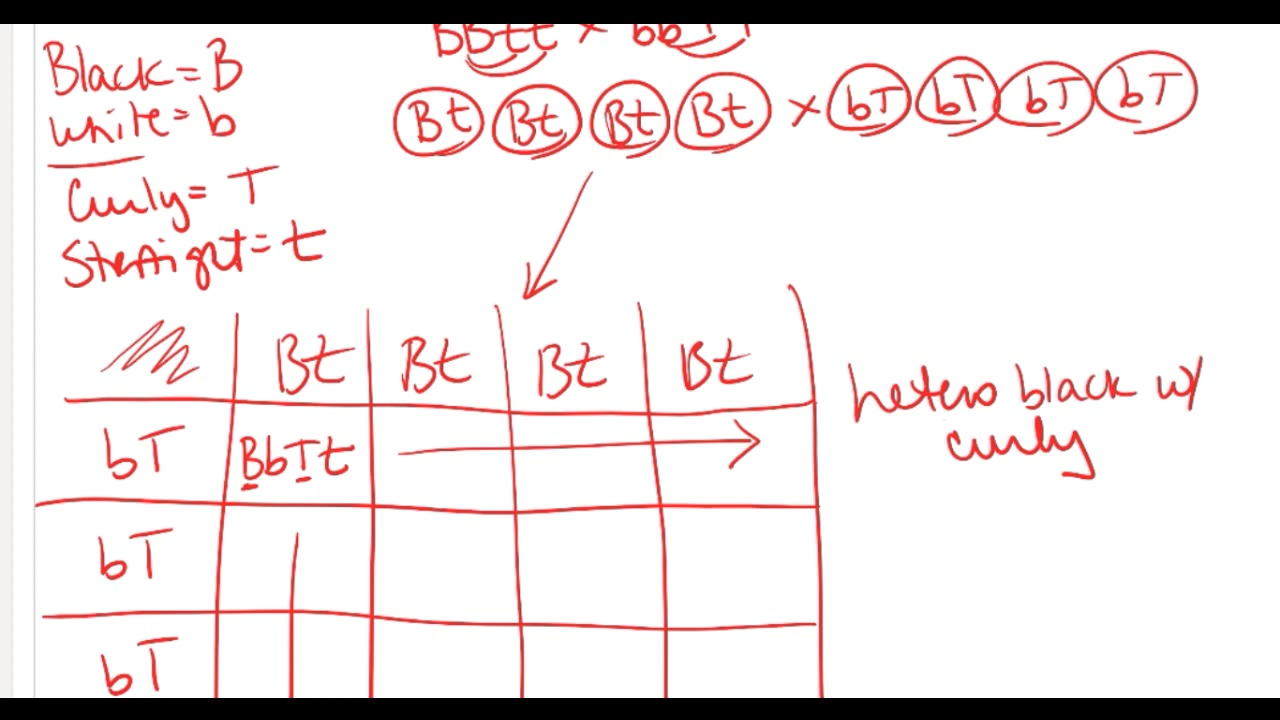 BBtt × bbTT
Black = B
white = b
Curly = T
Straight = t
Bt Bt Bt Bt × bT bT bT bT
Bt Bt Bt Bt
bT BbTt
bT
bT
hetero black w/
curly